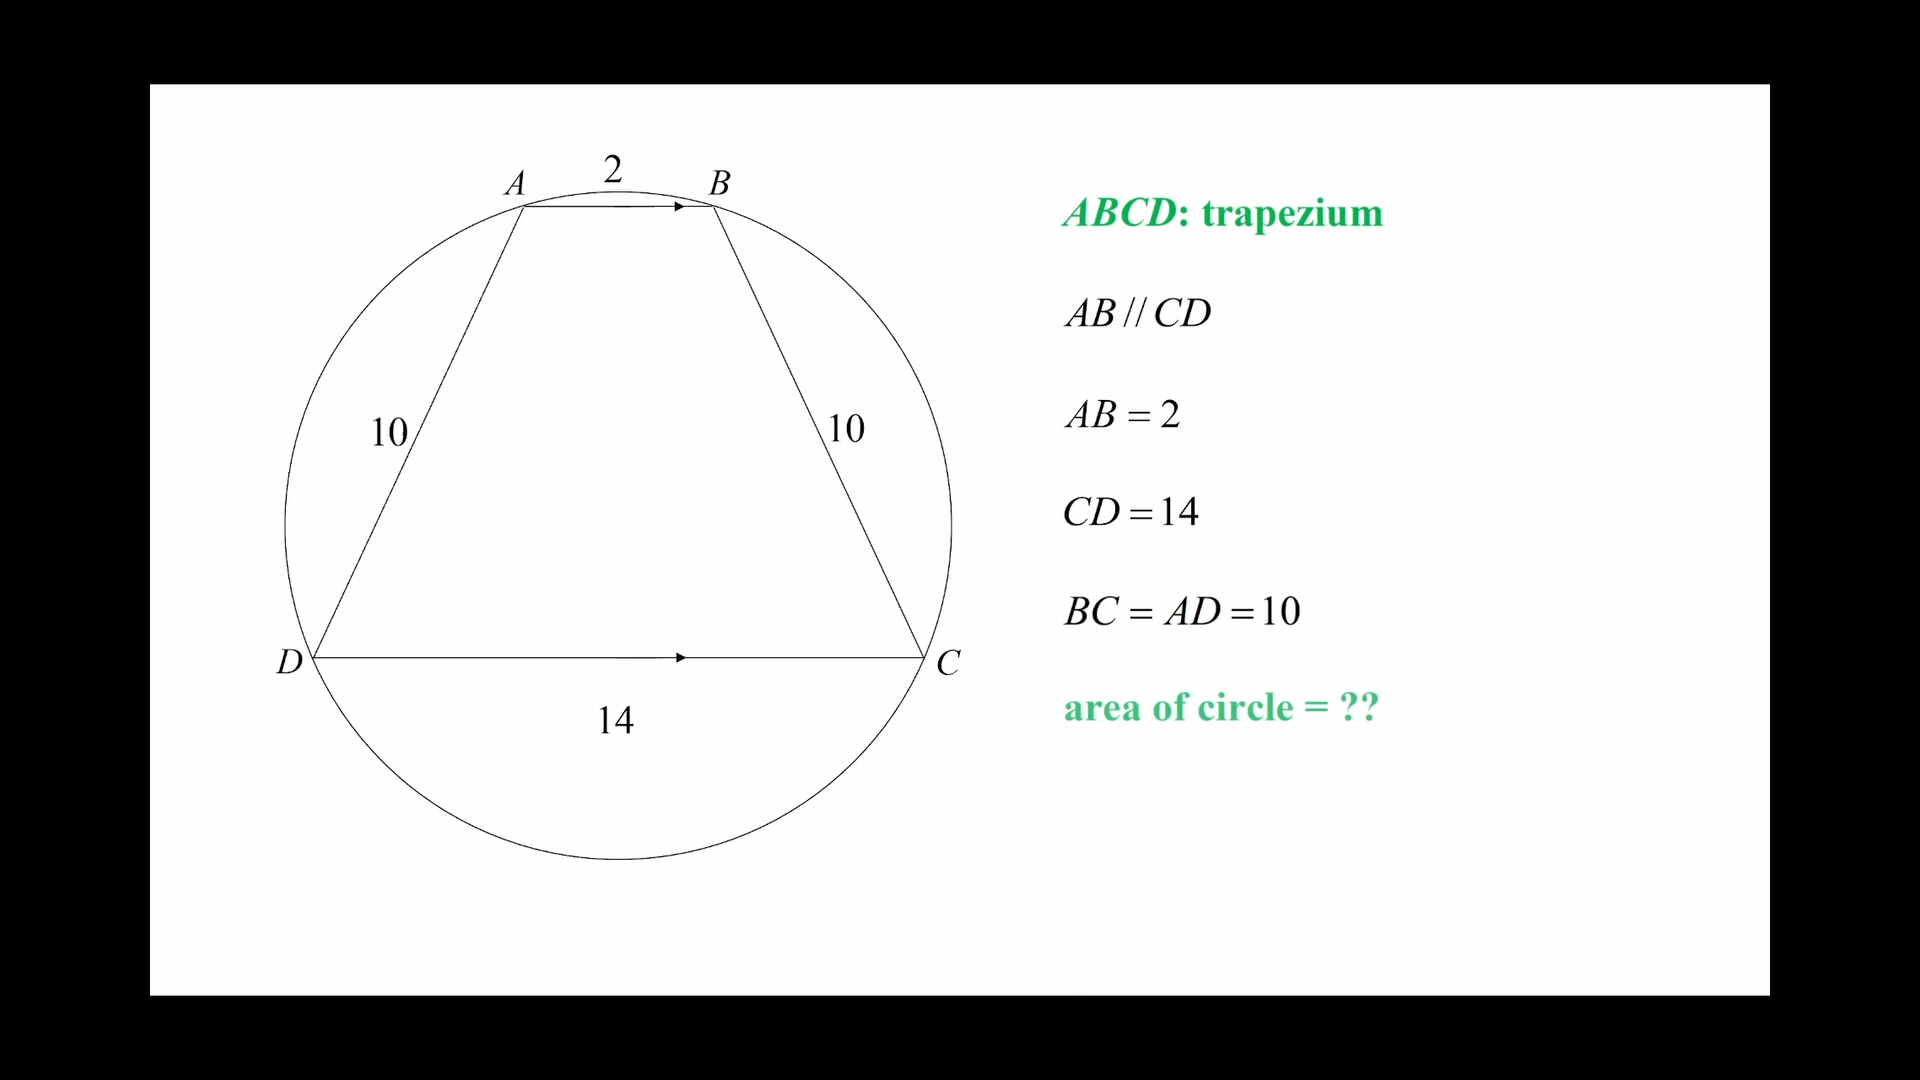 A
2
B
10
10
D
C
14
ABCD: trapezium
AB // CD
AB = 2
CD = 14
BC = AD = 10
area of circle = ??